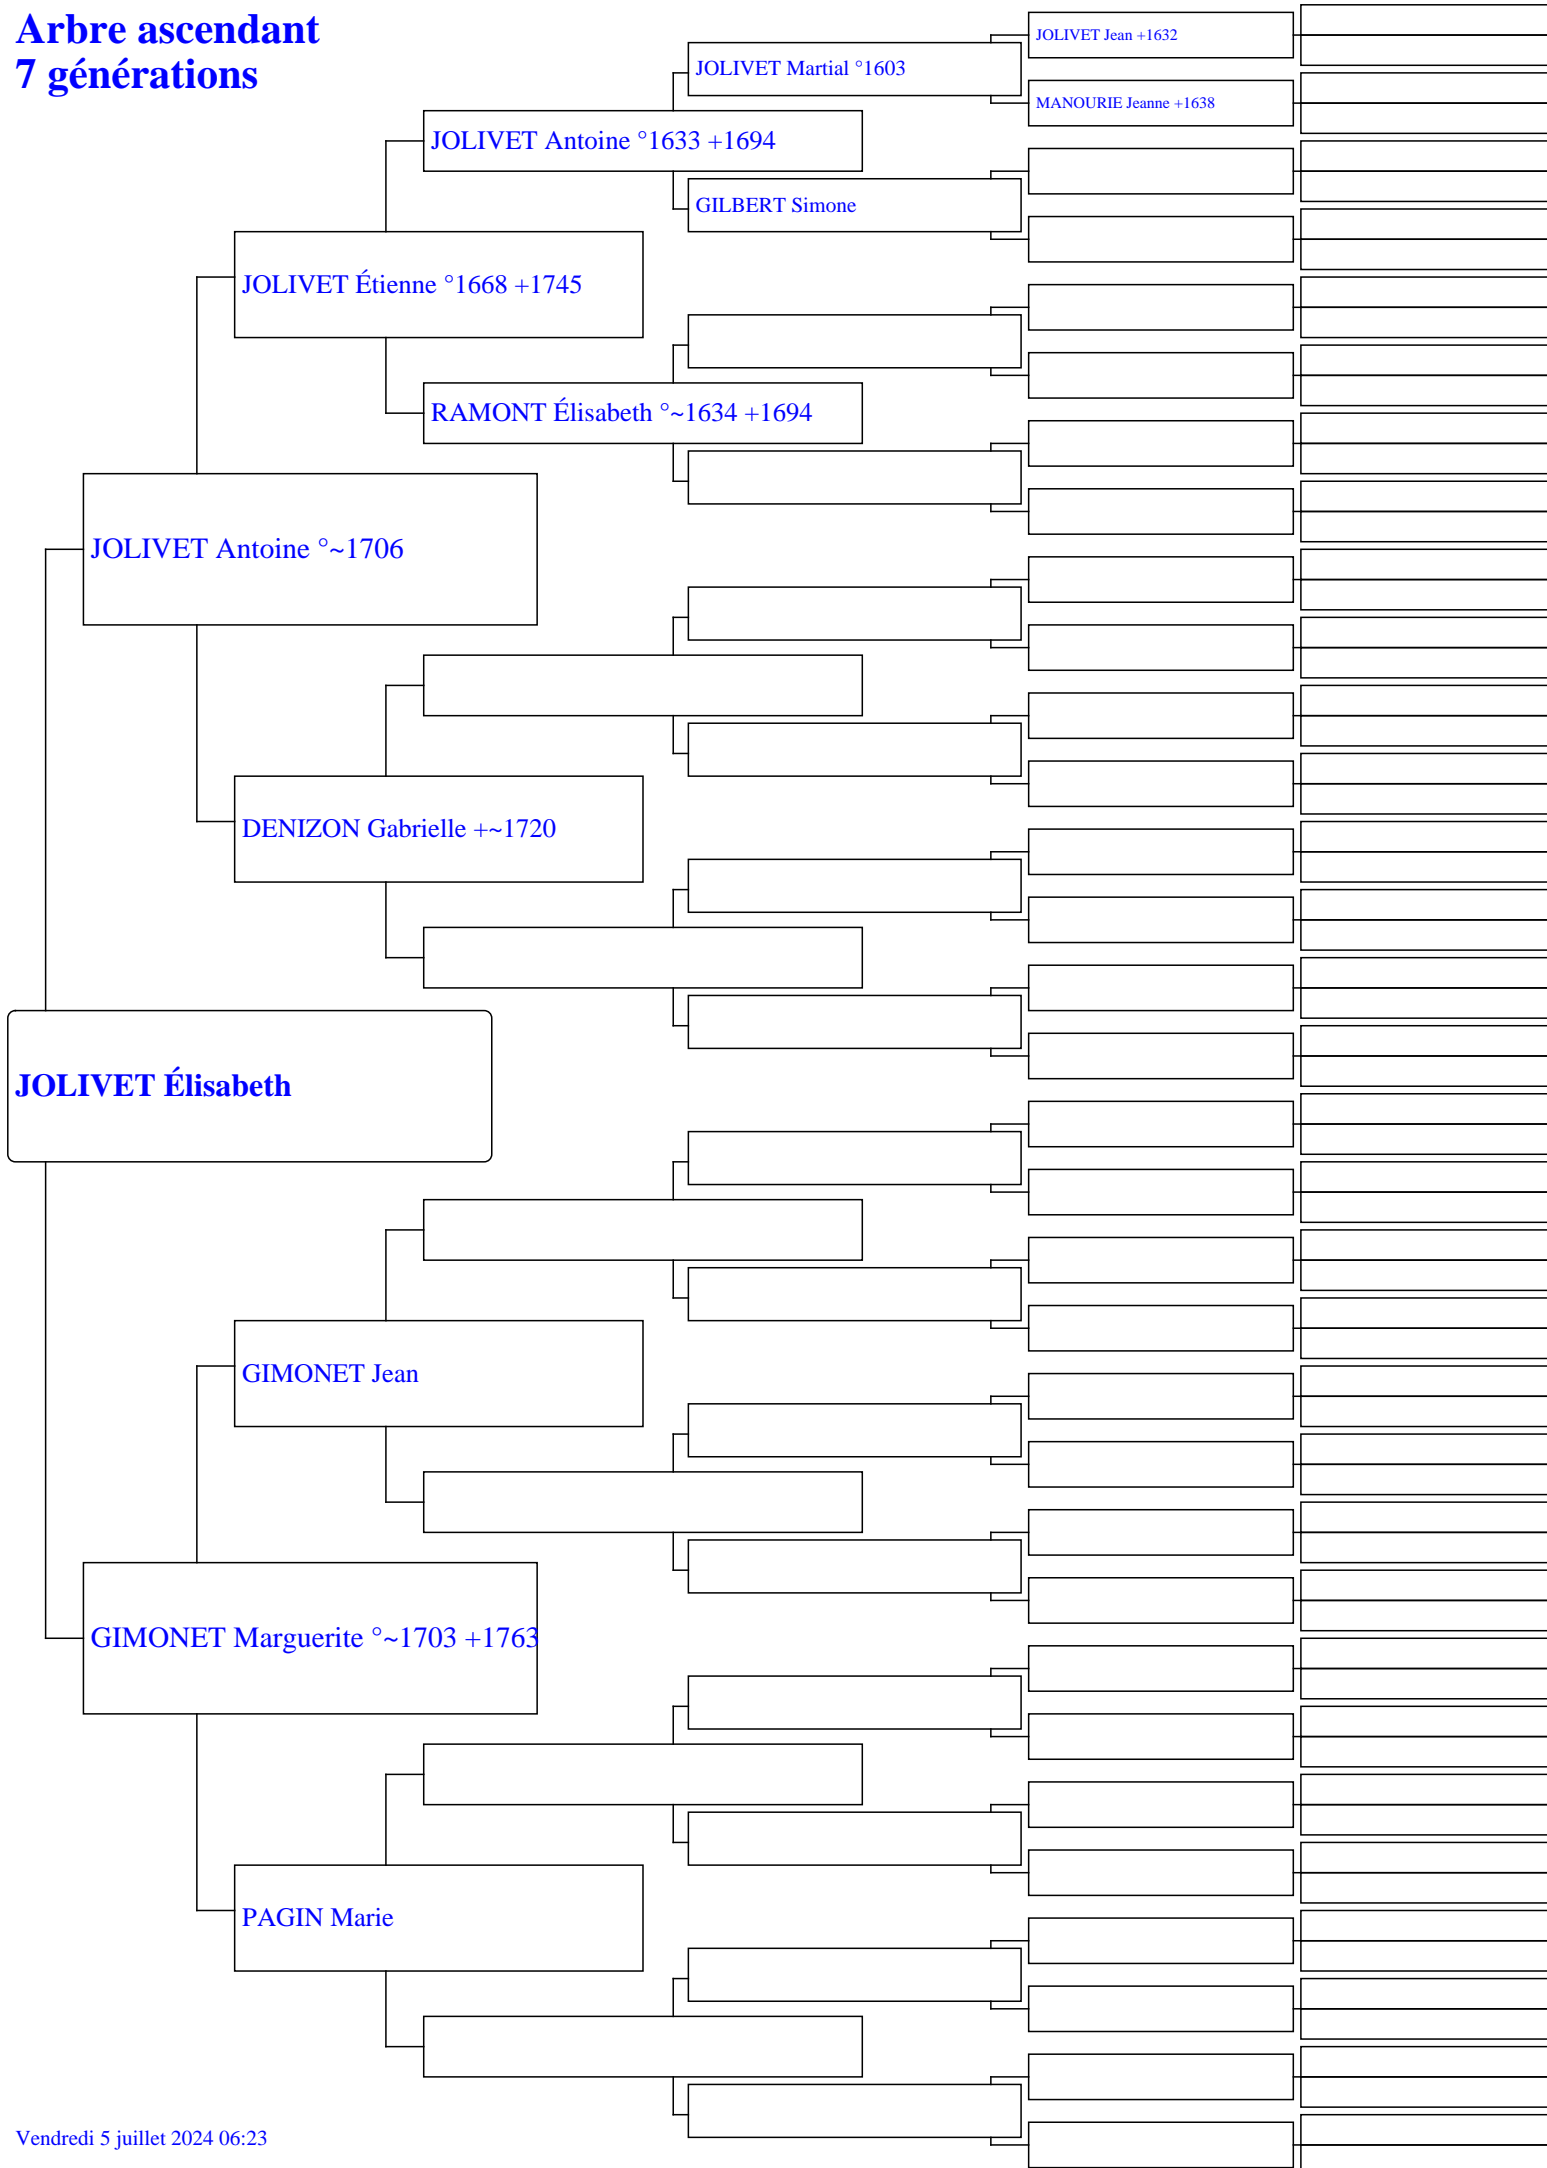 Arbre ascendant
7 générations
JOLIVET Jean +1632
JOLIVET Martial °1603
MANOURIE Jeanne +1638
JOLIVET Antoine °1633 +1694
GILBERT Simone
JOLIVET Étienne °1668 +1745
RAMONT Élisabeth °~1634 +1694
JOLIVET Antoine °~1706
DENIZON Gabrielle +~1720
JOLIVET Élisabeth
GIMONET Jean
GIMONET Marguerite °~1703 +1763
PAGIN Marie
Vendredi 5 juillet 2024 06:23